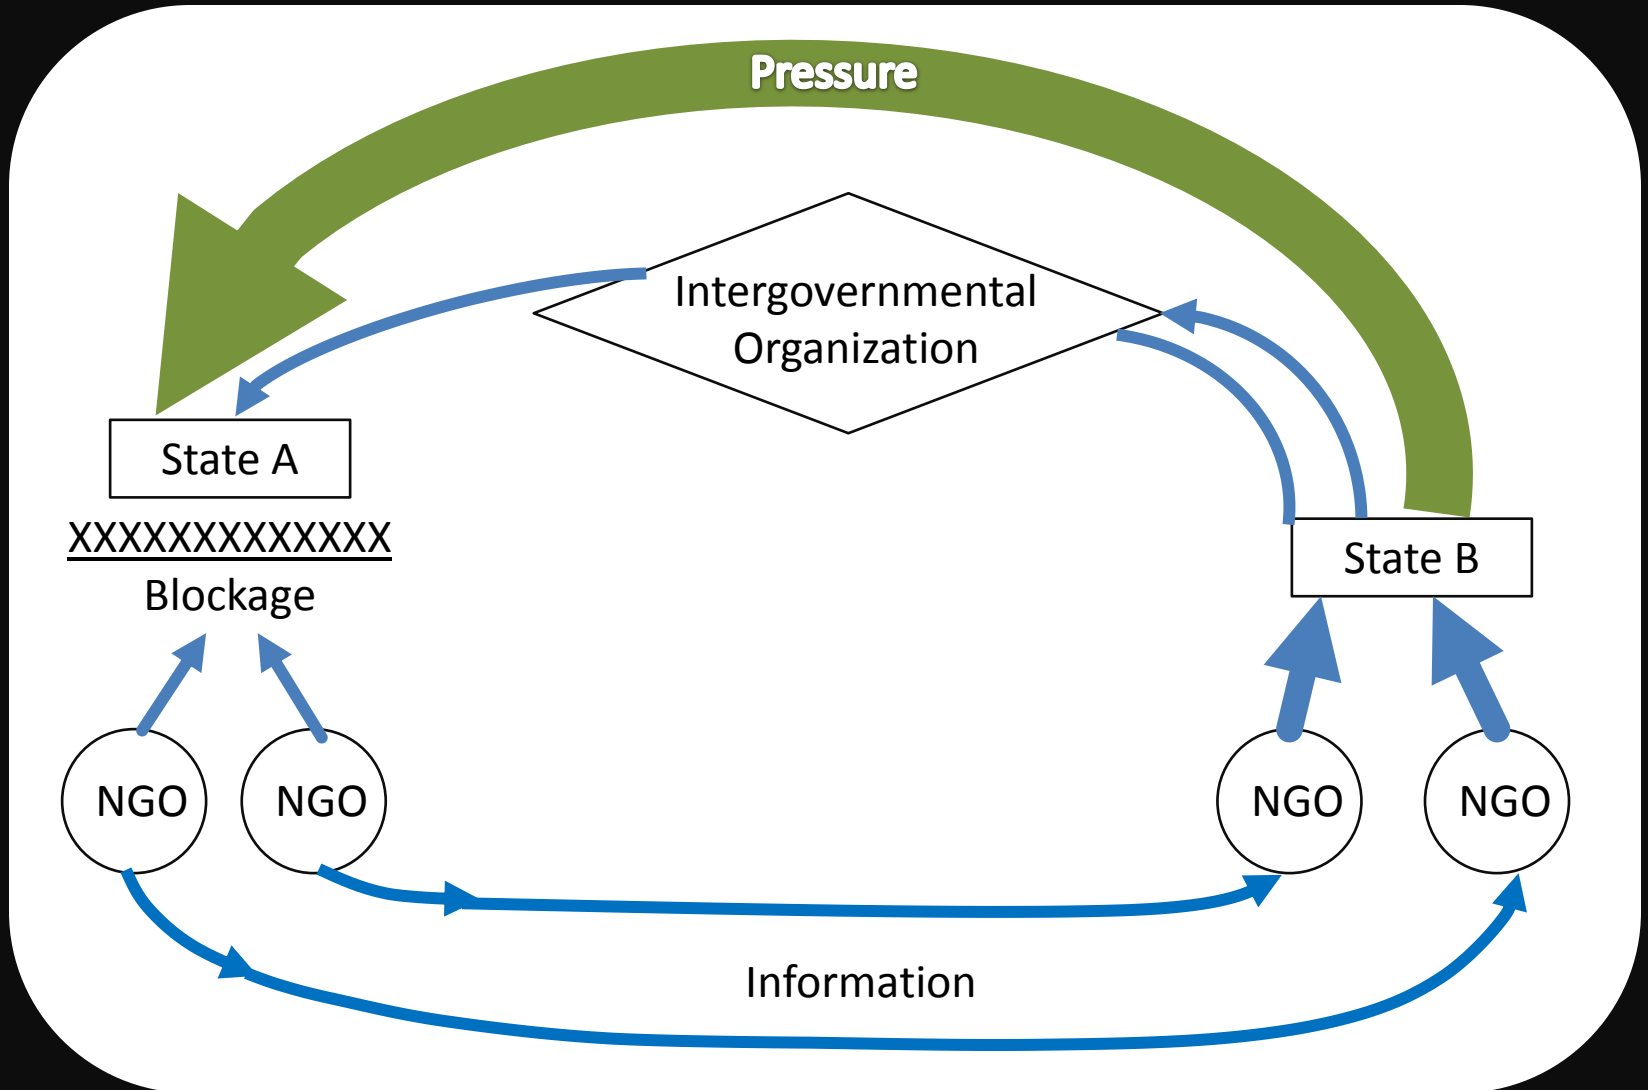 Pressure
Intergovernmental
Organization
State A
XXXXXXXXXXXXX
Blockage
State B
NGO
NGO
NGO
NGO
Information